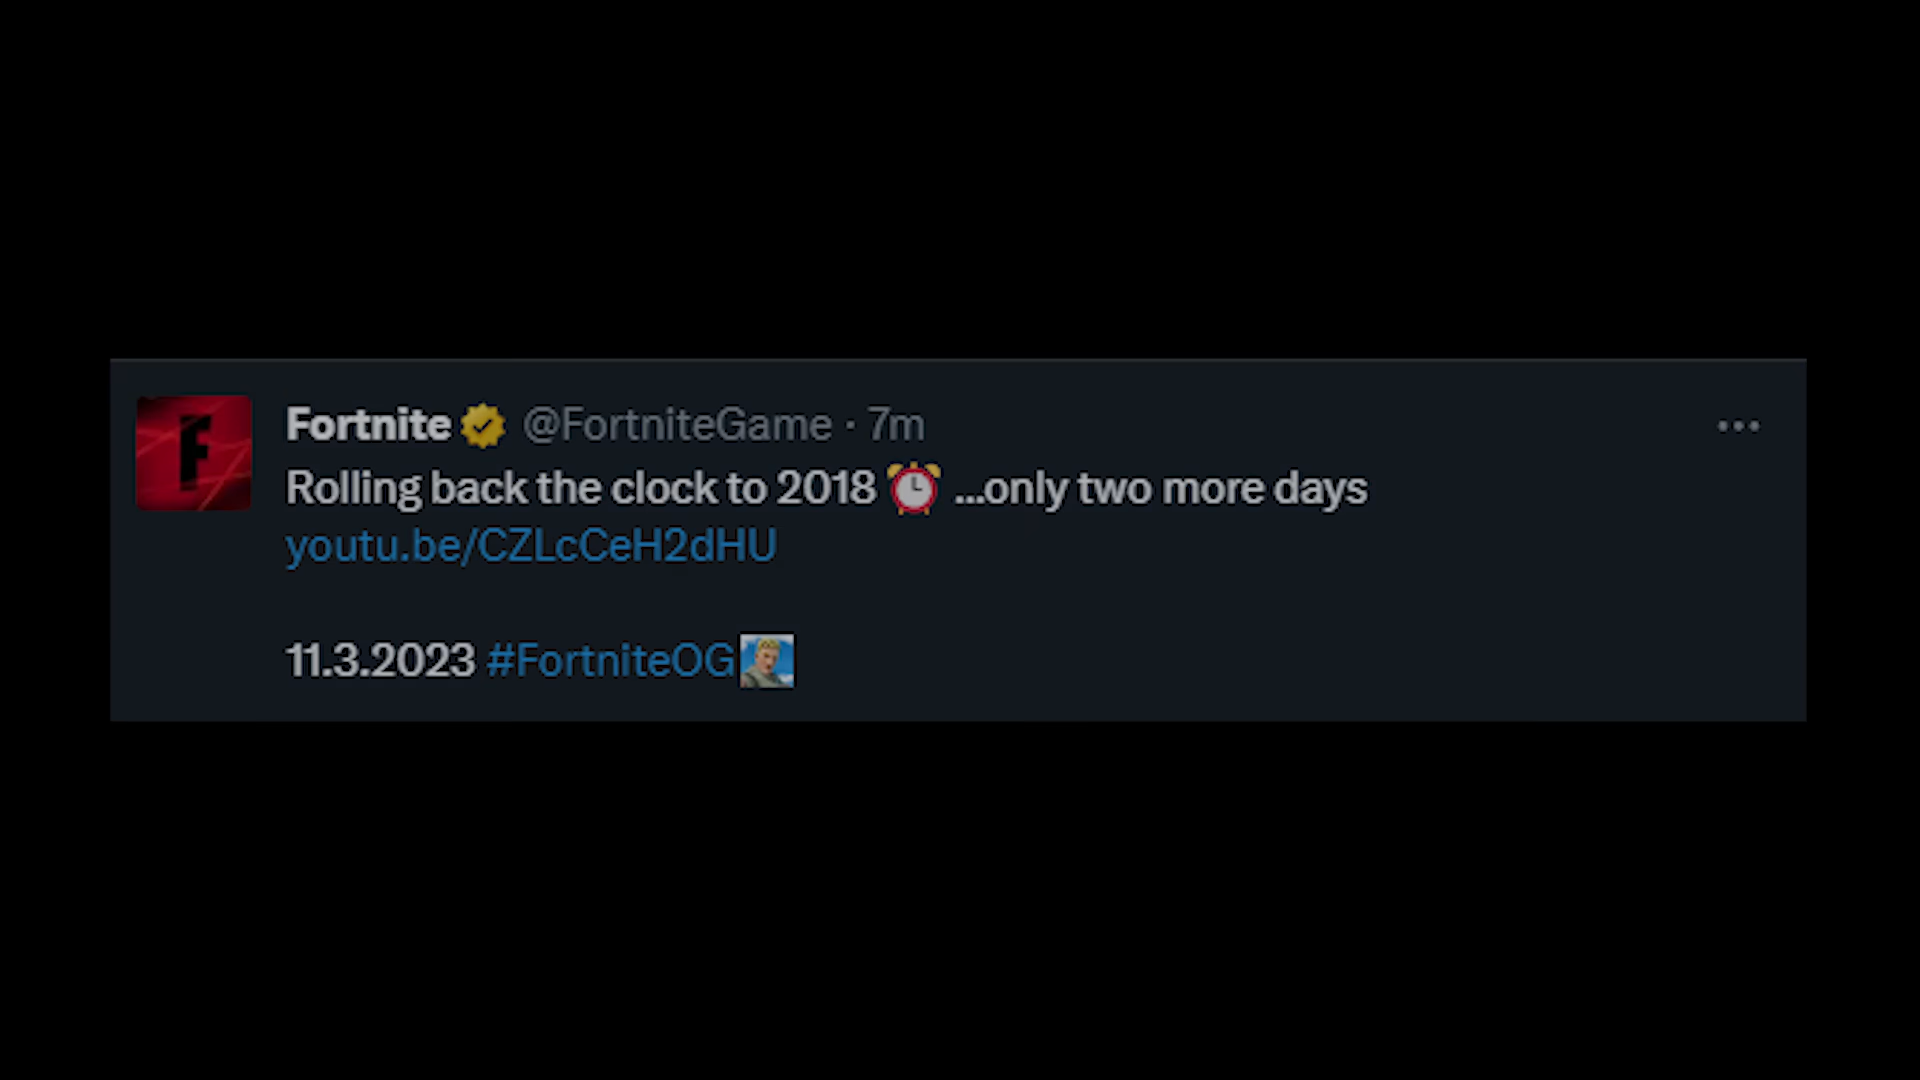 F
Fortnite @FortniteGame · 7m
Rolling back the clock to 2018 ⏰ ...only two more days
youtu.be/CZLcCeH2dHU
11.3.2023 #FortniteOG